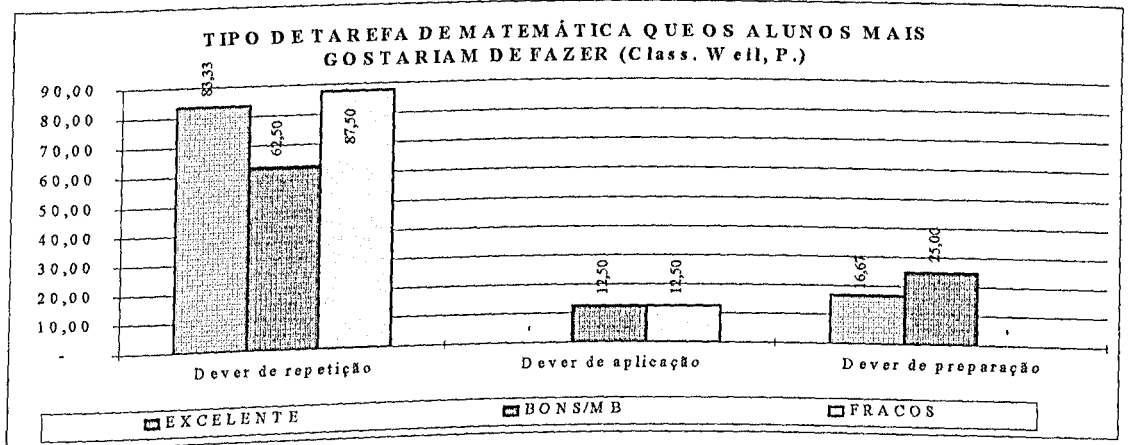 TIPO DE TAREFA DE MATEMÁTICA QUE OS ALUNOS MAIS
GOSTARIAM DE FAZER (Class. Weil, P.)
90,00
80,00
70,00
60,00
50,00
40,00
30,00
20,00
10,00
-
83,33
62,50
87,50
12,50
12,50
16,67
25,00
Dever de repetição
Dever de aplicação
Dever de preparação
EXCELENTE
BONS/MB
FRACOS